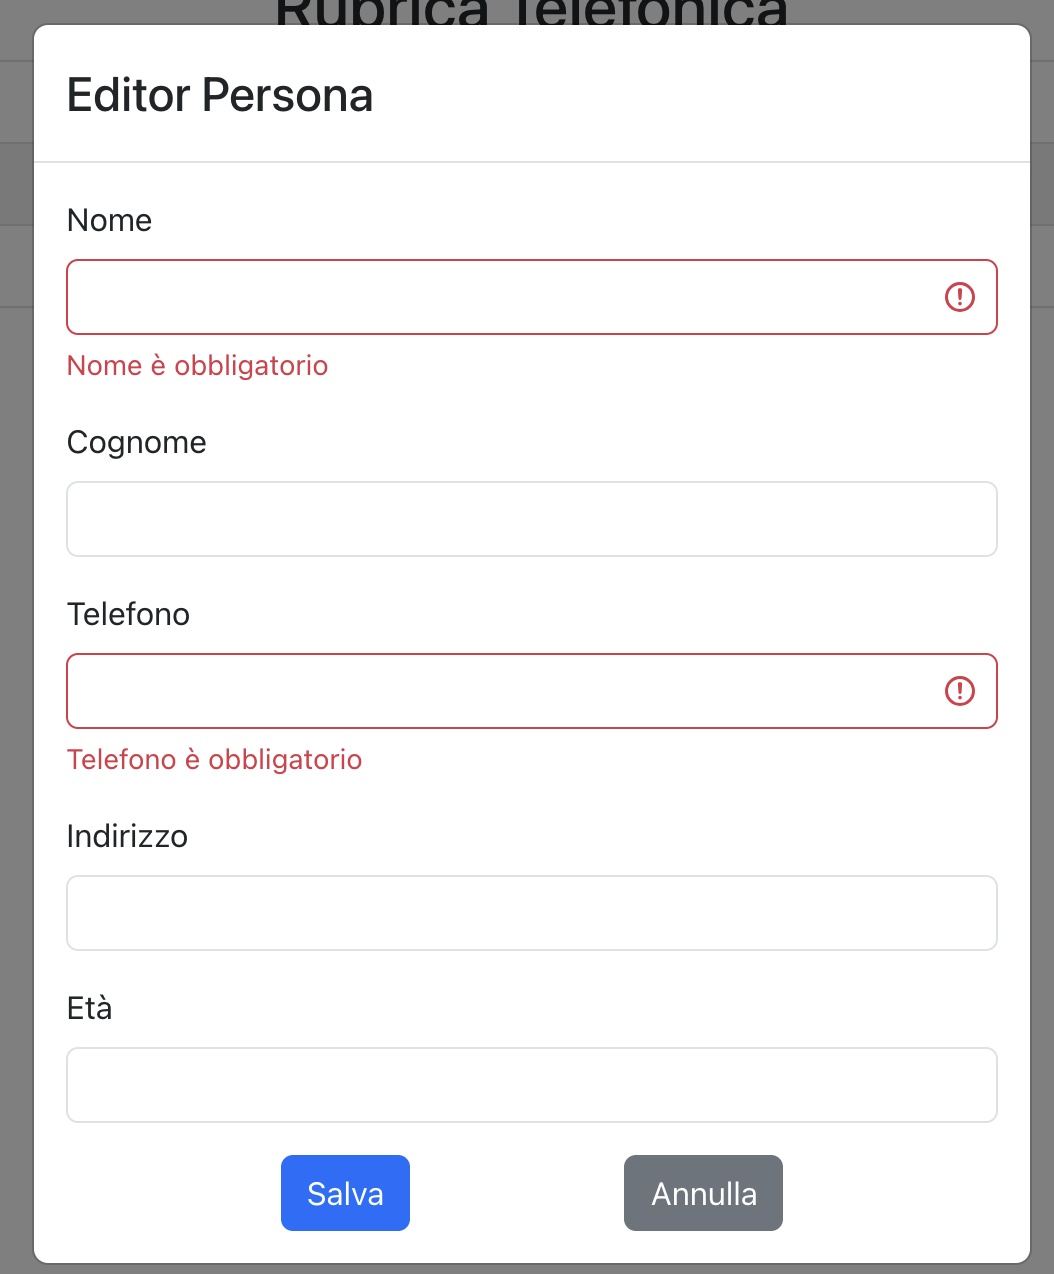 Rubrica Telefonica
Editor Persona
Nome
Nome è obbligatorio
Cognome
Telefono
Telefono è obbligatorio
Indirizzo
Età
Salva
Annulla